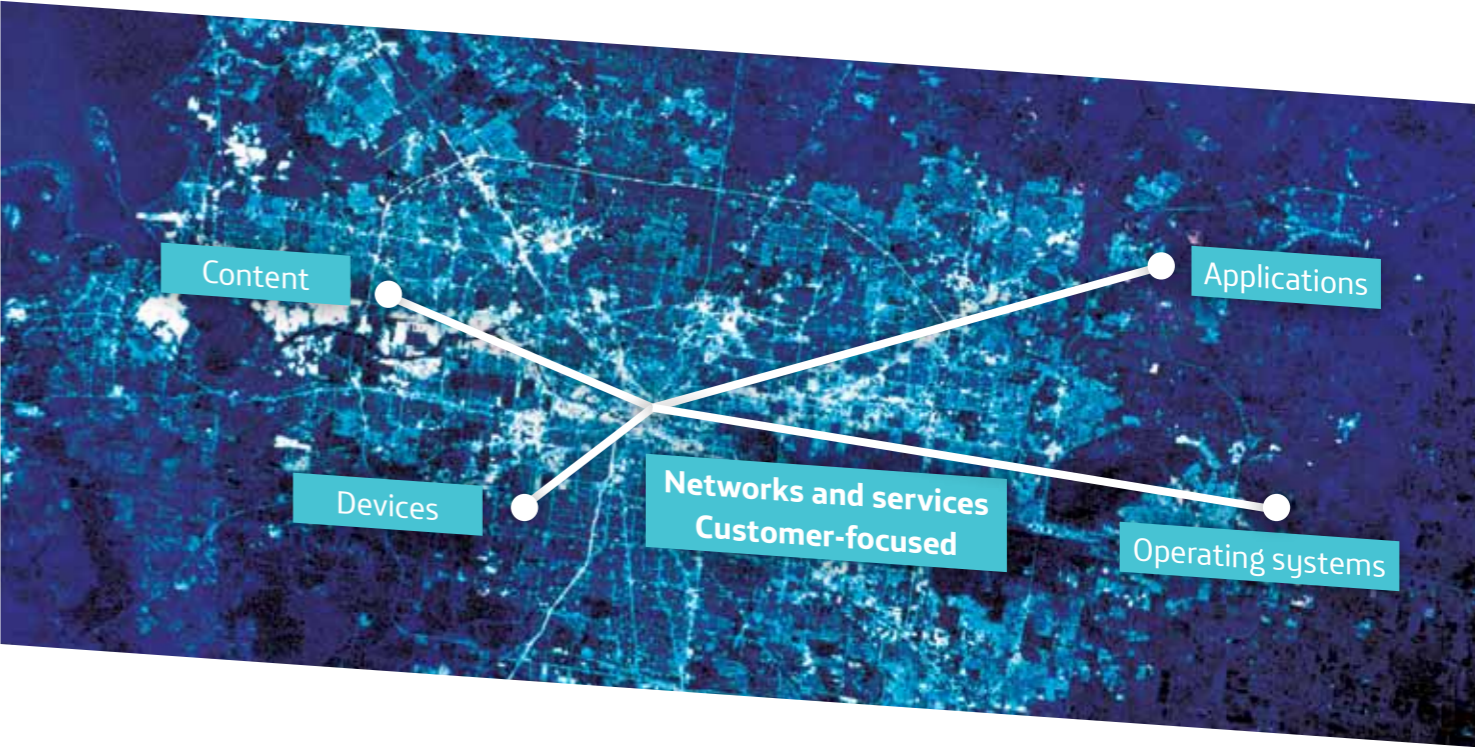 Content
Applications
Devices
Networks and services
Customer-focused
Operating systems